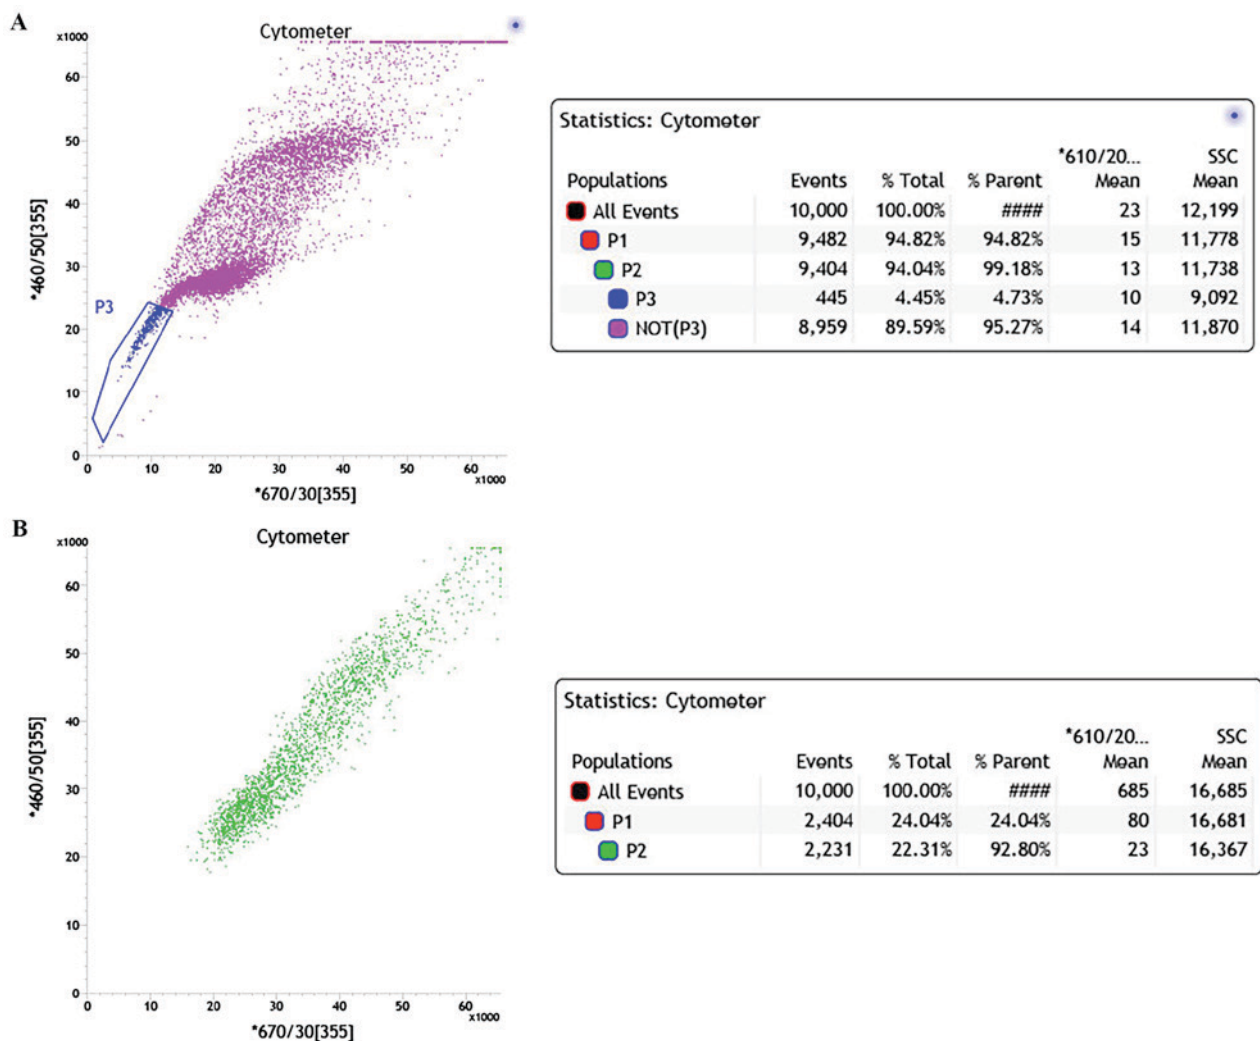 A
Cytometer
x1000
60
50
40
30
20
10
0
*460/50[355]
P3
0 10 20 30 40 50 60
x1000
*670/30[355]
Statistics: Cytometer
*610/20... SSC
Populations Events % Total % Parent Mean Mean
All Events 10,000 100.00% #### 23 12,199
P1 9,482 94.82% 94.82% 15 11,778
P2 9,404 94.04% 99.18% 13 11,738
P3 445 4.45% 4.73% 10 9,092
NOT(P3) 8,959 89.59% 95.27% 14 11,870
B
Cytometer
x1000
60
50
40
30
20
10
0
*460/50[355]
0 10 20 30 40 50 60
x1000
*670/30[355]
Statistics: Cytometer
*610/20... SSC
Populations Events % Total % Parent Mean Mean
All Events 10,000 100.00% #### 685 16,685
P1 2,404 24.04% 24.04% 80 16,681
P2 2,231 22.31% 92.80% 23 16,367